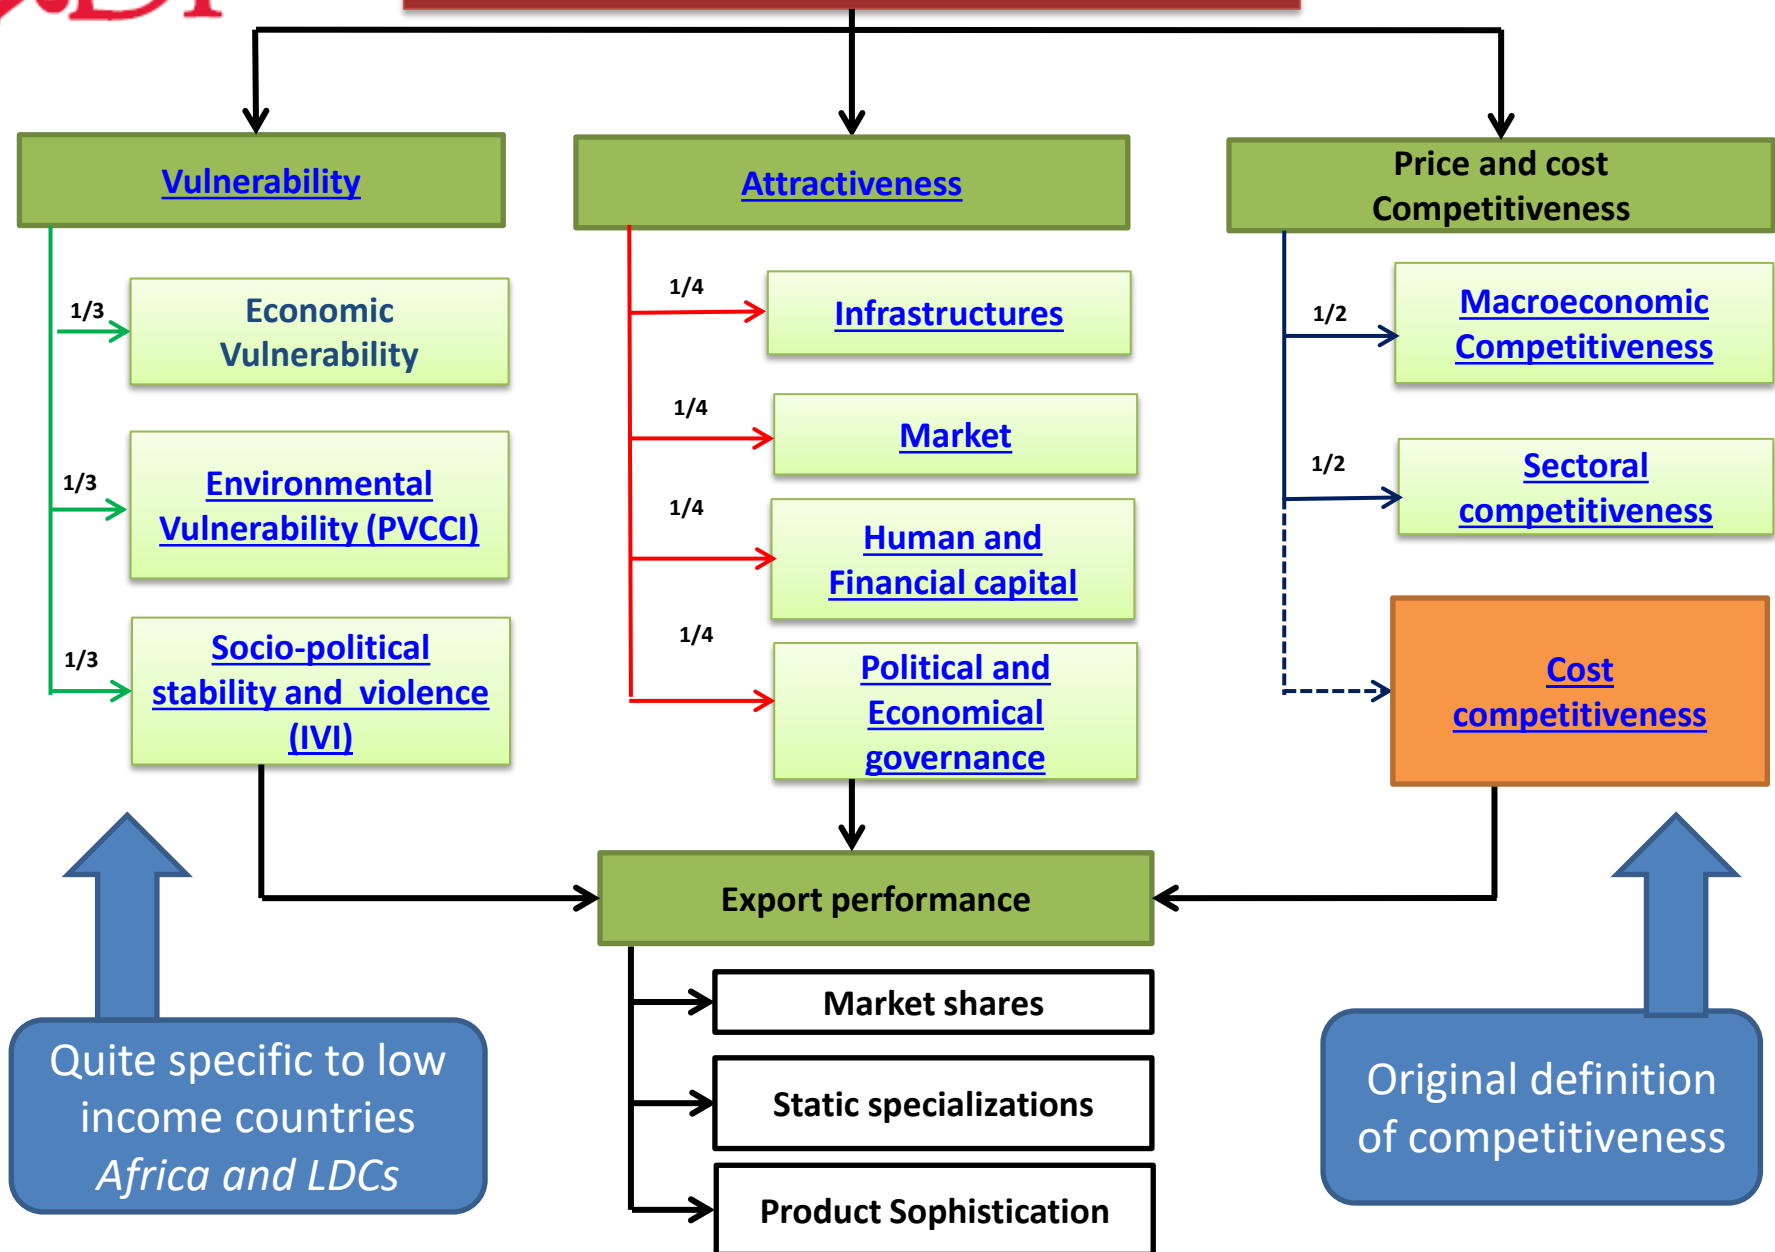 Vulnerability
Attractiveness
Price and cost
Competitiveness
1/3
Economic
Vulnerability
1/3
Environmental
Vulnerability (PVCCI)
1/3
Socio-political
stability and violence
(IVI)
1/4
Infrastructures
1/4
Market
1/4
Human and
Financial capital
1/4
Political and
Economical
governance
1/2
Macroeconomic
Competitiveness
1/2
Sectoral
competitiveness
Cost
competitiveness
Export performance
Market shares
Static specializations
Product Sophistication
Quite specific to low
income countries
Africa and LDCs
Original definition
of competitiveness